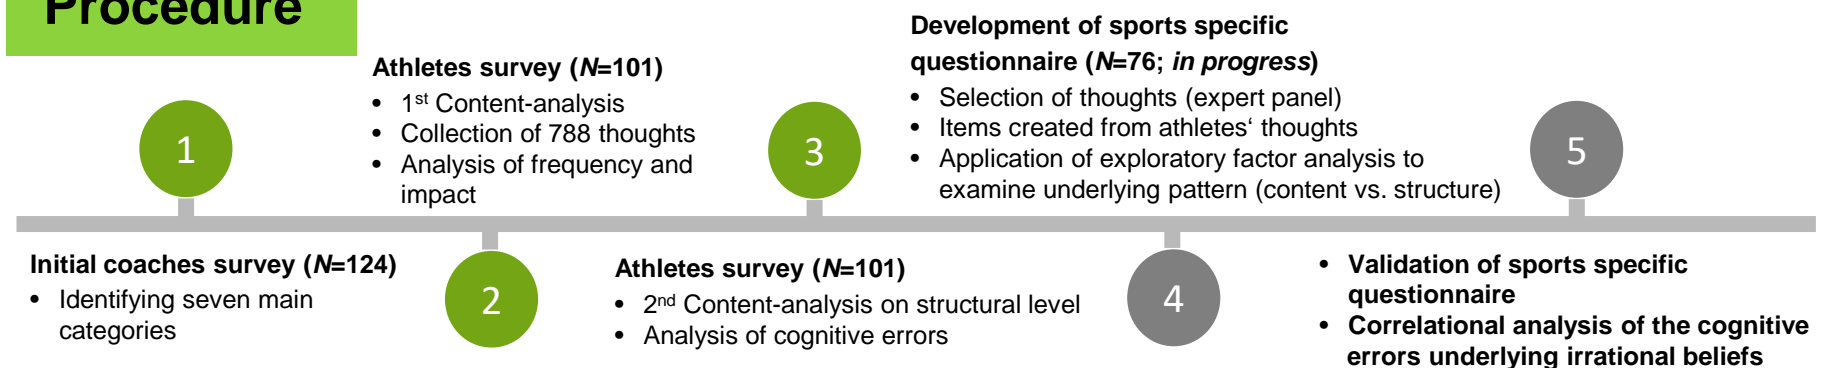 Procedure
1
Initial coaches survey (N=124)
• Identifying seven main
categories
Athletes survey (N=101)
• 1st Content-analysis
• Collection of 788 thoughts
• Analysis of frequency and
impact
2
3
Athletes survey (N=101)
• 2nd Content-analysis on structural level
• Analysis of cognitive errors
Development of sports specific
questionnaire (N=76; in progress)
• Selection of thoughts (expert panel)
• Items created from athletes‘ thoughts
• Application of exploratory factor analysis to
examine underlying pattern (content vs. structure)
4
5
• Validation of sports specific
questionnaire
• Correlational analysis of the cognitive
errors underlying irrational beliefs